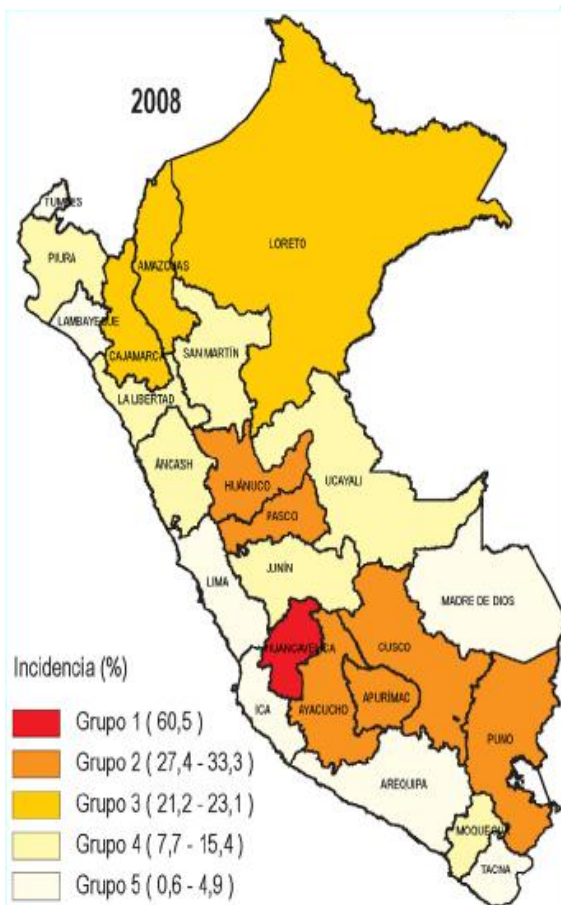 2008
TUMBES
PIURA
LORETO
AMAZONAS
LAMBAYEQUE
SAN MARTÍN
CAJAMARCA
LA LIBERTAD
ÁNCASH
HUÁNUCO
UCAYALI
PASCO
LIMA
JUNÍN
MADRE DE DIOS
HUANCAVELICA
CUSCO
ICA
AYACUCHO
APURÍMAC
PUNO
AREQUIPA
MOQUEGUA
TACNA
Incidencia (%)
Grupo 1 ( 60,5 )
Grupo 2 ( 27,4 - 33,3 )
Grupo 3 ( 21,2 - 23,1 )
Grupo 4 ( 7,7 - 15,4 )
Grupo 5 ( 0,6 - 4,9 )